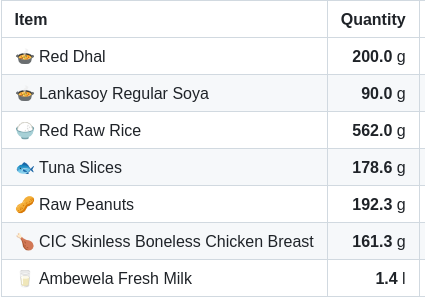 Item Quantity
🍲 Red Dhal 200.0 g
🍲 Lankasoy Regular Soya 90.0 g
🍚 Red Raw Rice 562.0 g
🐟 Tuna Slices 178.6 g
🥜 Raw Peanuts 192.3 g
🍗 CIC Skinless Boneless Chicken Breast 161.3 g
🥛 Ambewela Fresh Milk 1.4 l